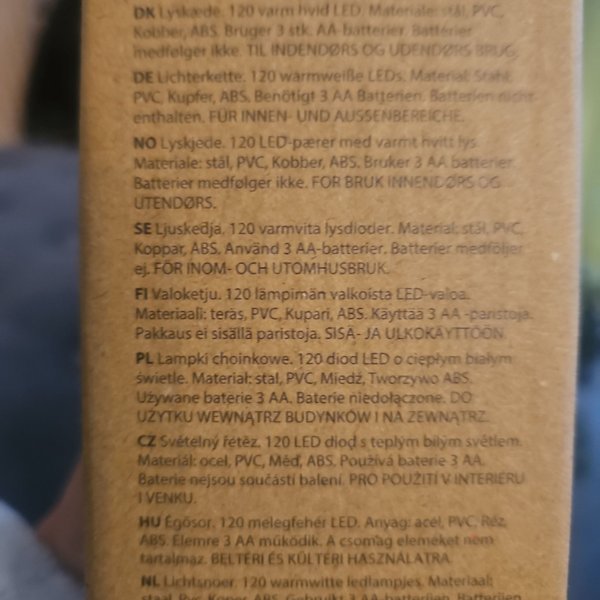 DK Lyskæde. 120 varm hvid LED. Materiale: stål, PVC,
Kobber, ABS. Bruger 3 stk. AA-batterier. Batterier
medfølger ikke. TIL INDENDØRS OG UDENDØRS BRUG.
DE Lichterkette. 120 warmweiße LEDs. Material: Stahl,
PVC, Kupfer, ABS. Benötigt 3 AA Batterien. Batterien nicht
enthalten. FÜR INNEN- UND AUSSENBEREICHE.
NO Lyskjede. 120 LED-pærer med varmt hvitt lys.
Materiale: stål, PVC, Kobber, ABS. Bruker 3 AA batterier.
Batterier medfølger ikke. FOR BRUK INNENDØRS OG
UTENDØRS.
SE Ljuskedja. 120 varmvita lysdioder. Material: stål, PVC,
Koppar, ABS. Använd 3 AA-batterier. Batterier medföljer
ej. FÖR INOM- OCH UTOMHUSBRUK.
FI Valoketju. 120 lämpimän valkoista LED-valoa.
Materiaali: teräs, PVC, Kupari, ABS. Käyttää 3 AA -paristoja.
Pakkaus ei sisällä paristoja. SISÄ- JA ULKOKÄYTTÖÖN.
PL Lampki choinkowe. 120 diod LED o ciepłym białym
świetle. Materiał: stal, PVC, Miedź, Tworzywo ABS.
Używane baterie 3 AA. Baterie niedołączone. DO
UŻYTKU WEWNĄTRZ BUDYNKÓW I NA ZEWNĄTRZ.
CZ Světelný řetěz. 120 LED diod s teplým bílým světlem.
Materiál: ocel, PVC, Měď, ABS. Používá baterie 3 AA.
Baterie nejsou součástí balení. PRO POUŽITÍ V INTERIÉRU
I VENKU.
HU Égősor. 120 melegfehér LED. Anyag: acél, PVC, Réz,
ABS. Elemre 3 AA működik. A csomag elemeket nem
tartalmaz. BELTÉRI ÉS KÜLTÉRI HASZNÁLATRA.
NL Lichtsnoer. 120 warmwitte ledlampjes. Materiaal:
staal, Pvc, Koper, ABS. Gebruikt 3 AA-batterijen. Batterijen